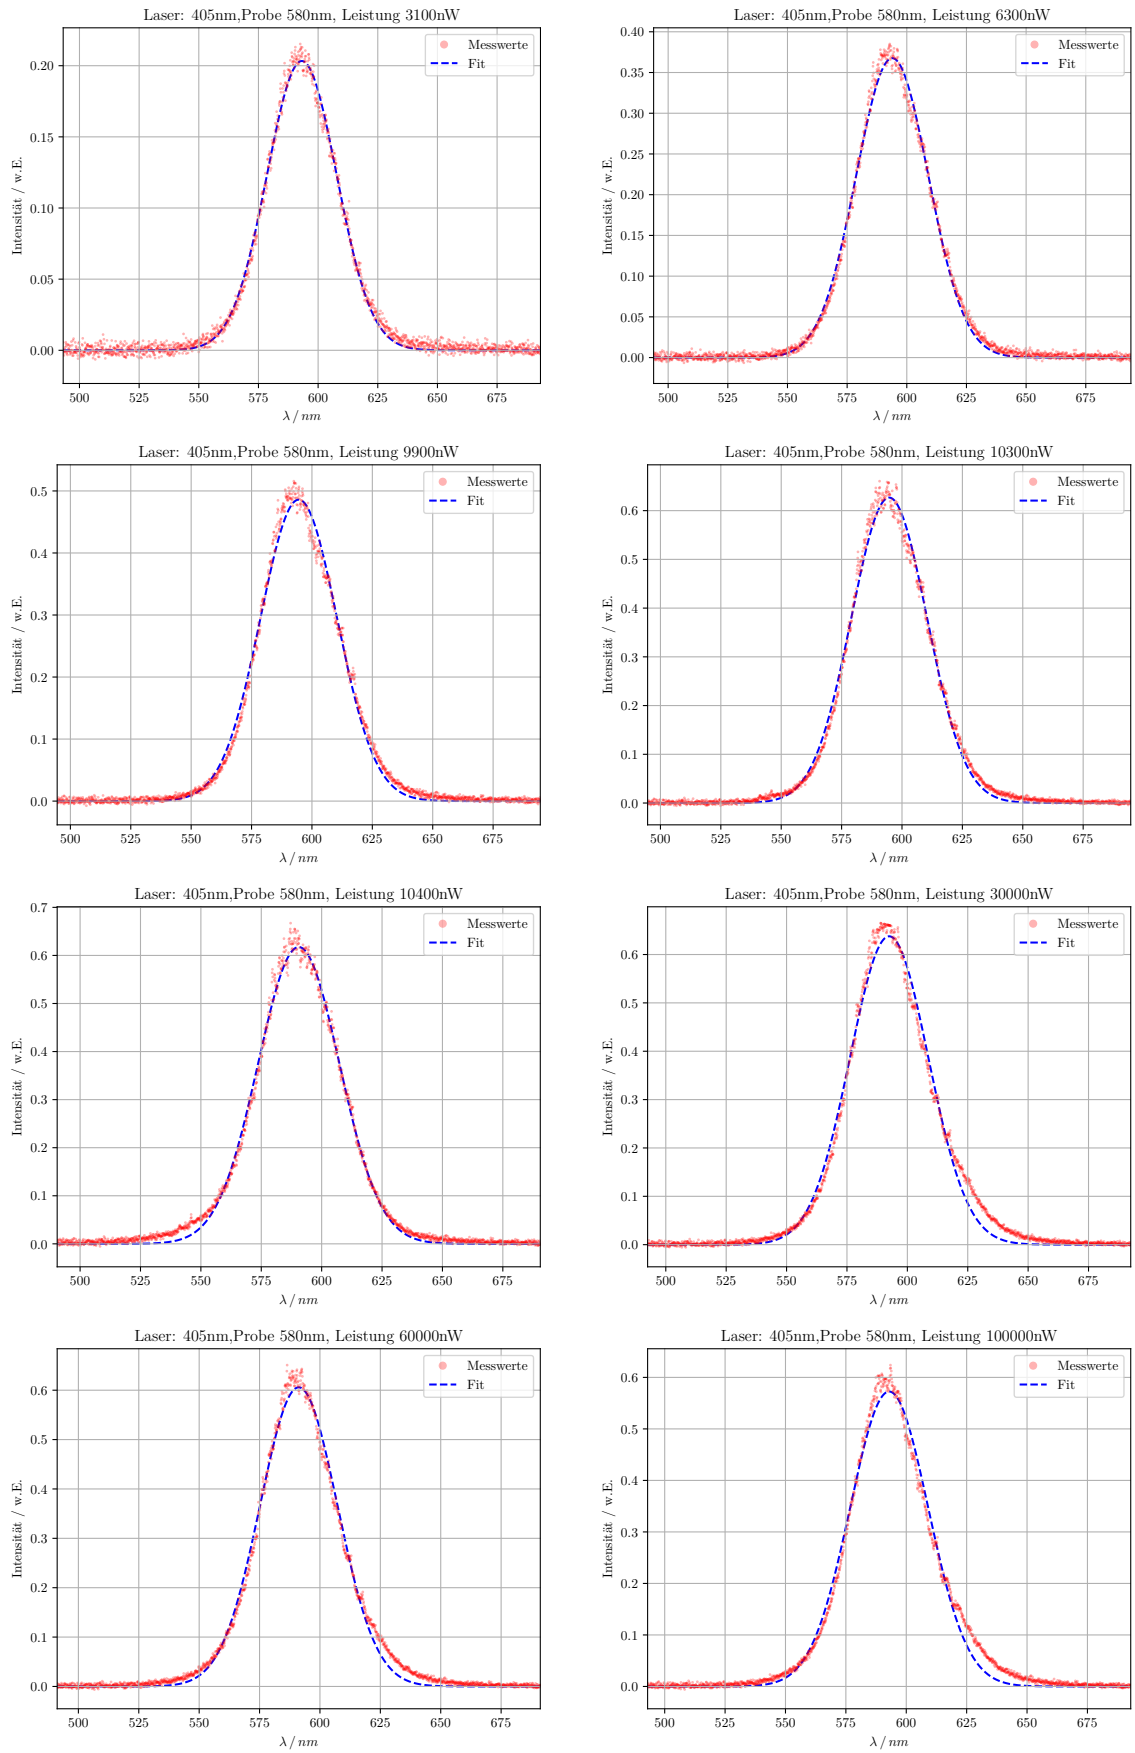 Laser: 405nm,Probe 580nm, Leistung 3100nW
Messwerte
Fit
Intensität / w.E.
0.20
0.15
0.10
0.05
0.00
500 525 550 575 600 625 650 675
λ / nm
Laser: 405nm,Probe 580nm, Leistung 6300nW
Messwerte
Fit
Intensität / w.E.
0.40
0.35
0.30
0.25
0.20
0.15
0.10
0.05
0.00
500 525 550 575 600 625 650 675
λ / nm
Laser: 405nm,Probe 580nm, Leistung 9900nW
Messwerte
Fit
Intensität / w.E.
0.5
0.4
0.3
0.2
0.1
0.0
500 525 550 575 600 625 650 675
λ / nm
Laser: 405nm,Probe 580nm, Leistung 10300nW
Messwerte
Fit
Intensität / w.E.
0.6
0.5
0.4
0.3
0.2
0.1
0.0
500 525 550 575 600 625 650 675
λ / nm
Laser: 405nm,Probe 580nm, Leistung 10400nW
Messwerte
Fit
Intensität / w.E.
0.7
0.6
0.5
0.4
0.3
0.2
0.1
0.0
500 525 550 575 600 625 650 675
λ / nm
Laser: 405nm,Probe 580nm, Leistung 30000nW
Messwerte
Fit
Intensität / w.E.
0.6
0.5
0.4
0.3
0.2
0.1
0.0
500 525 550 575 600 625 650 675
λ / nm
Laser: 405nm,Probe 580nm, Leistung 60000nW
Messwerte
Fit
Intensität / w.E.
0.6
0.5
0.4
0.3
0.2
0.1
0.0
500 525 550 575 600 625 650 675
λ / nm
Laser: 405nm,Probe 580nm, Leistung 100000nW
Messwerte
Fit
Intensität / w.E.
0.6
0.5
0.4
0.3
0.2
0.1
0.0
500 525 550 575 600 625 650 675
λ / nm